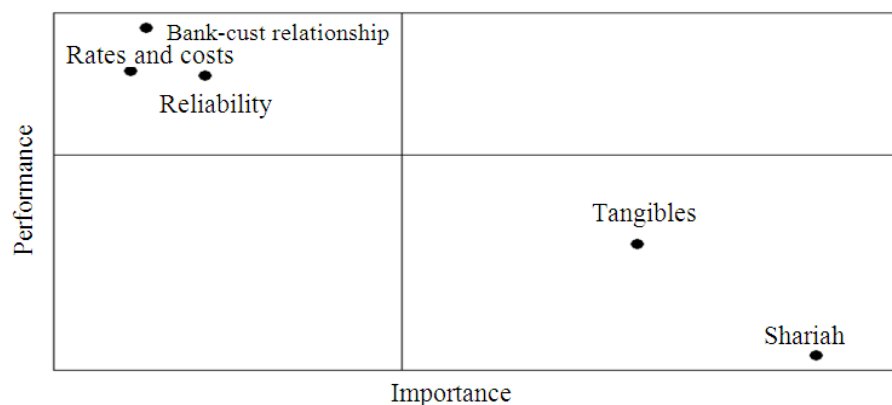 Bank-cust relationship
Rates and costs
Reliability
Performance
Tangibles
Shariah
Importance